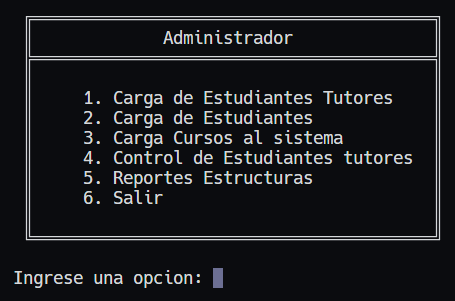 Administrador
1. Carga de Estudiantes Tutores
2. Carga de Estudiantes
3. Carga Cursos al sistema
4. Control de Estudiantes tutores
5. Reportes Estructuras
6. Salir
Ingrese una opcion: